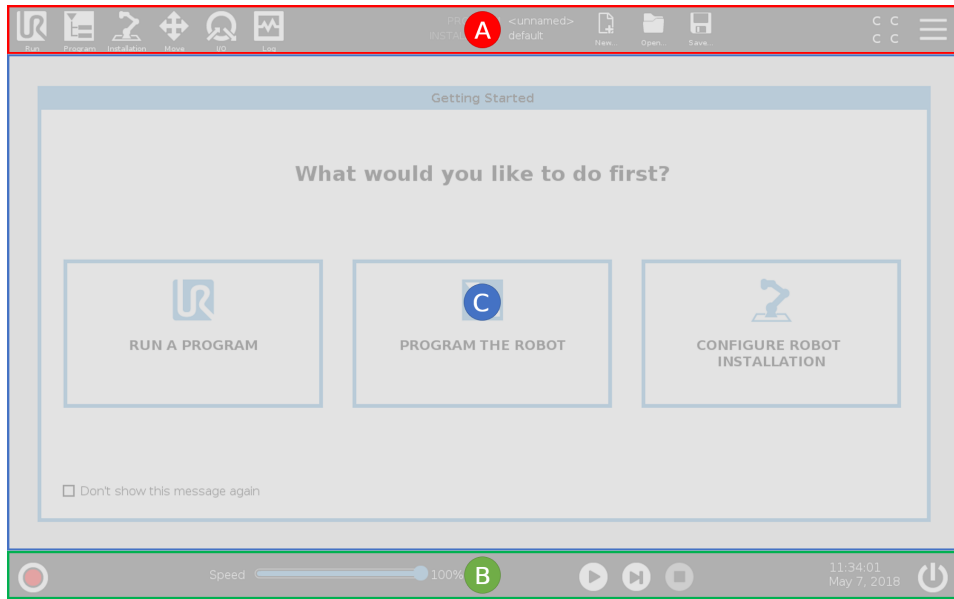 PR A <unnamed>
INSTAL default
C C
C C
Run Program Installation Move I/O Log New... Open... Save...
Getting Started
What would you like to do first?
C
RUN A PROGRAM
PROGRAM THE ROBOT
CONFIGURE ROBOT
INSTALLATION
Don't show this message again
Speed 100% B
11:34:01
May 7, 2018